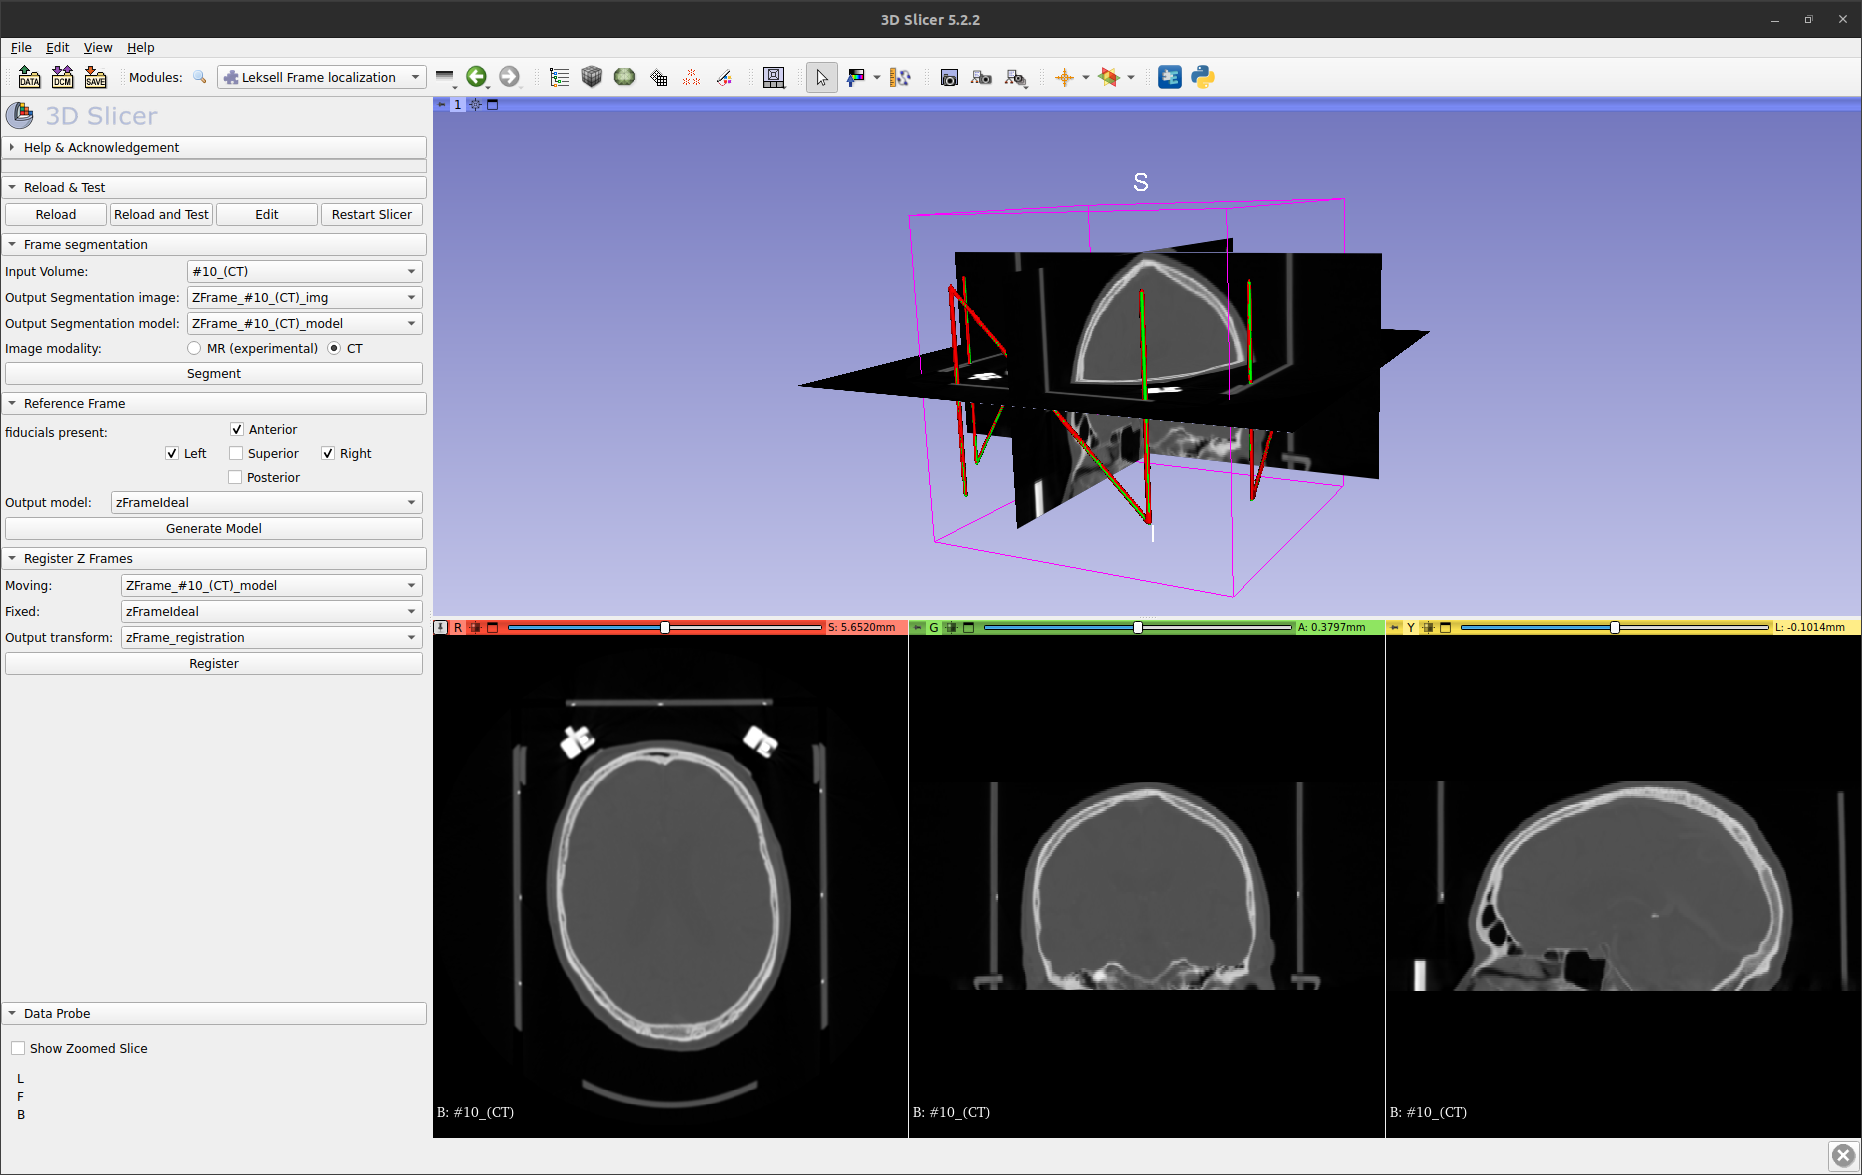 3D Slicer 5.2.2
File Edit View Help
DATA DCM SAVE Modules: Leksell Frame localization
3D Slicer
Help & Acknowledgement
Reload & Test
Reload Reload and Test Edit Restart Slicer
Frame segmentation
Input Volume: #10_(CT)
Output Segmentation image: ZFrame_#10_(CT)_img
Output Segmentation model: ZFrame_#10_(CT)_model
Image modality: MR (experimental) CT
Segment
Reference Frame
fiducials present: Anterior
Left Superior Right
Posterior
Output model: zFrameIdeal
Generate Model
Register Z Frames
Moving: ZFrame_#10_(CT)_model
Fixed: zFrameIdeal
Output transform: zFrame_registration
Register
Data Probe
Show Zoomed Slice
L
F
B
1
S
I
R S: 5.6520mm
G A: 0.3797mm
Y L: -0.1014mm
B: #10_(CT)
B: #10_(CT)
B: #10_(CT)